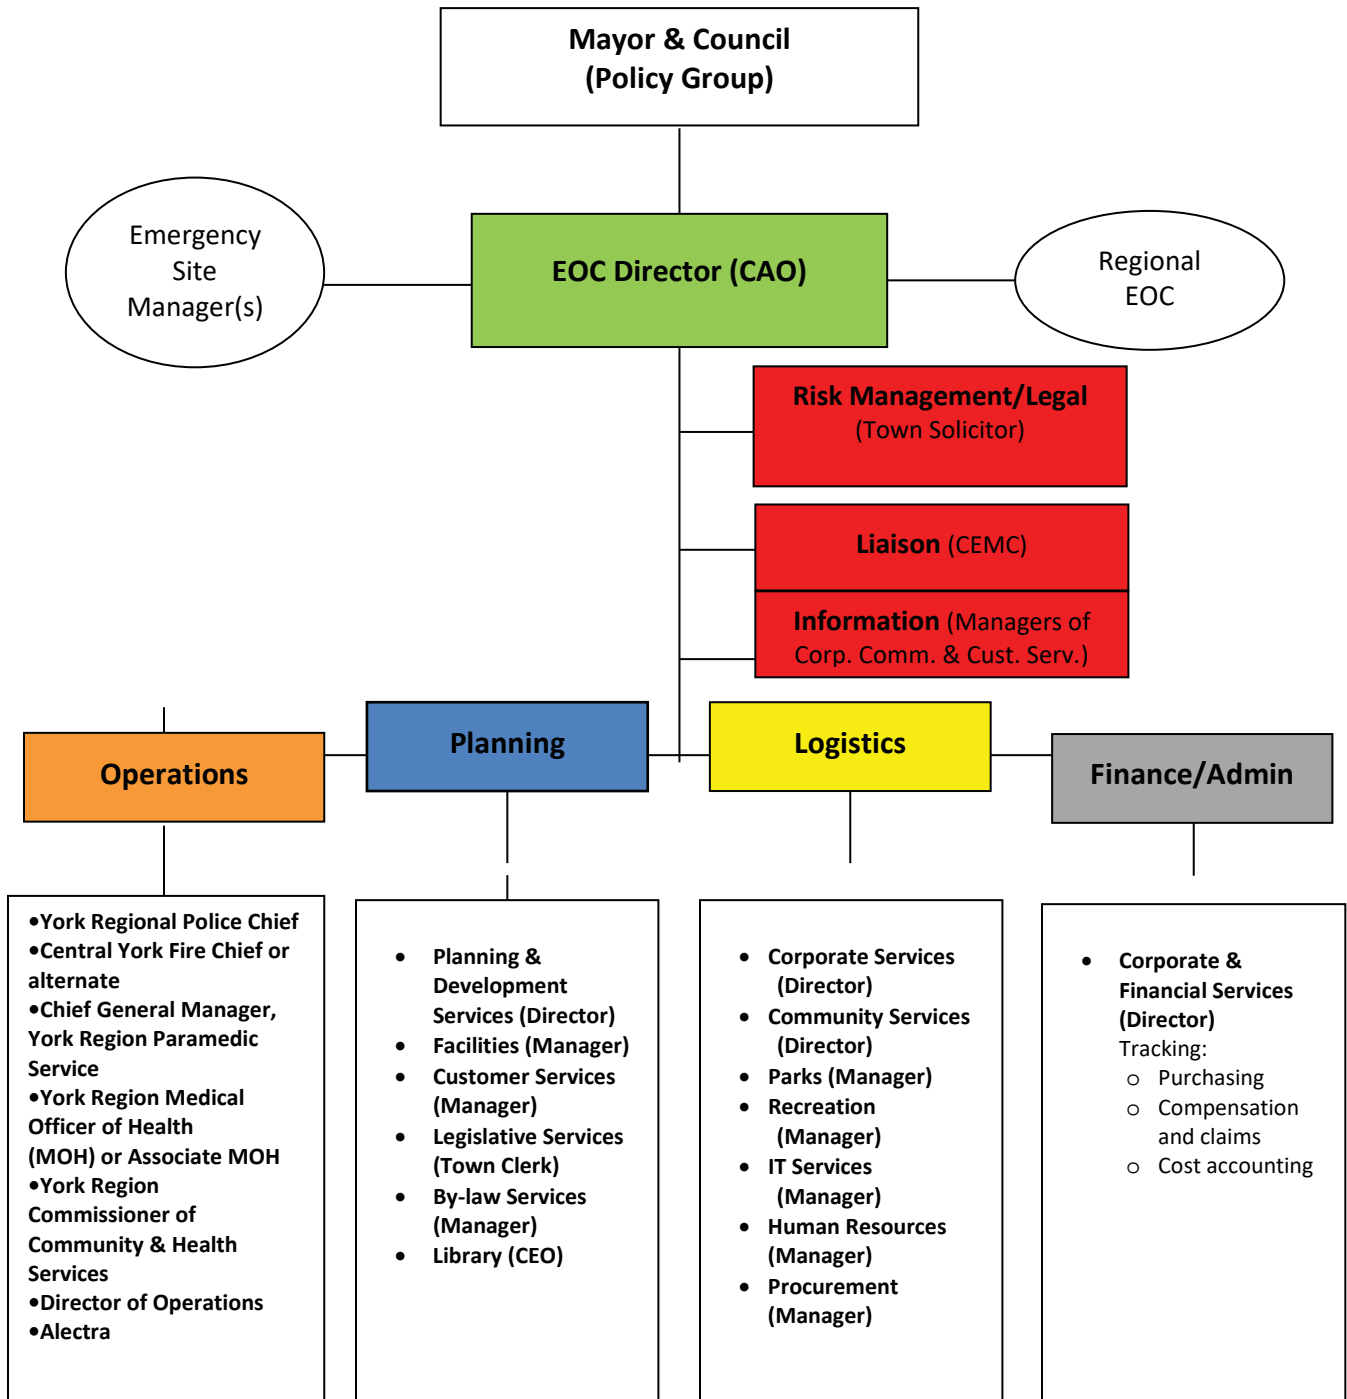 Mayor & Council
(Policy Group)
Emergency
Site
Manager(s)
EOC Director (CAO)
Regional
EOC
Risk Management/Legal
(Town Solicitor)
Liaison (CEMC)
Information (Managers of
Corp. Comm. & Cust. Serv.)
Operations
Planning
Logistics
Finance/Admin
•York Regional Police Chief
•Central York Fire Chief or
alternate
•Chief General Manager,
York Region Paramedic
Service
•York Region Medical
Officer of Health
(MOH) or Associate MOH
•York Region
Commissioner of
Community & Health
Services
•Director of Operations
•Alectra
• Planning &
Development
Services (Director)
• Facilities (Manager)
• Customer Services
(Manager)
• Legislative Services
(Town Clerk)
• By-law Services
(Manager)
• Library (CEO)
• Corporate Services
(Director)
• Community Services
(Director)
• Parks (Manager)
• Recreation
(Manager)
• IT Services
(Manager)
• Human Resources
(Manager)
• Procurement
(Manager)
• Corporate &
Financial Services
(Director)
Tracking:
o Purchasing
o Compensation
and claims
o Cost accounting